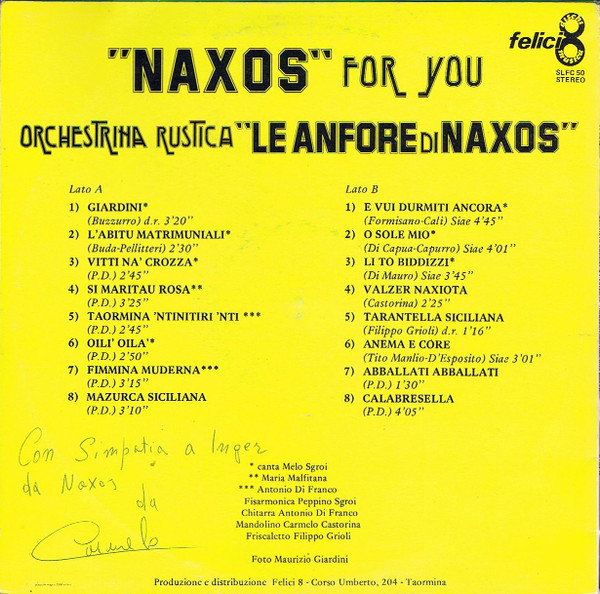 "NAXOS" FOR YOU
felici 8
dischi
musica
SLFC 50
STEREO
ORCHESTRINA RUSTICA "LE ANFORE DI NAXOS"
Lato A
1) GIARDINI*
(Buzzurro) d.r. 3'20"
2) L'ABITU MATRIMUNIALI*
(Buda-Pellitteri) 2'30"
3) VITTI NA' CROZZA*
(P.D.) 2'45"
4) SI MARITAU ROSA**
(P.D.) 3'25"
5) TAORMINA 'NTINITIRI 'NTI ***
(P.D.) 2'45"
6) OILI' OILA'*
(P.D.) 2'50"
7) FIMMINA MUDERNA***
(P.D.) 3'15"
8) MAZURCA SICILIANA
(P.D.) 3'10"
Lato B
1) E VUI DURMITI ANCORA*
(Formisano-Calì) Siae 4'45"
2) O SOLE MIO*
(Di Capua-Capurro) Siae 4'01"
3) LI TO BIDDIZZI*
(Di Mauro) Siae 3'45"
4) VALZER NAXIOTA
(Castorina) 2'25"
5) TARANTELLA SICILIANA
(Filippo Grioli) d.r. 1'16"
6) ANEMA E CORE
(Tito Manlio-D'Esposito) Siae 3'01"
7) ABBALLATI ABBALLATI
(P.D.) 1'30"
8) CALABRESELLA
(P.D.) 4'05"
Con Simpatia a Inger
da Naxos
da
Carmelo
* canta Melo Sgroi
** Maria Malfitana
*** Antonio Di Franco
Fisarmonica Peppino Sgroi
Chitarra Antonio Di Franco
Mandolino Carmelo Castorina
Friscaletto Filippo Grioli
Foto Maurizio Giardini
Produzione e distribuzione Felici 8 - Corso Umberto, 204 - Taormina